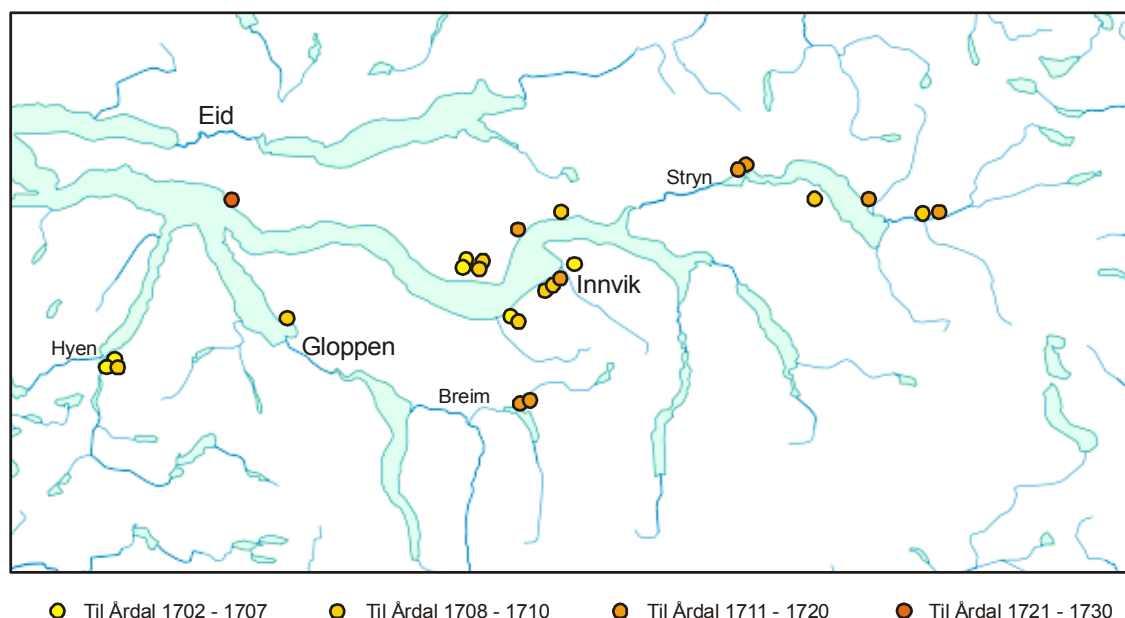 Eid
Stryn
Innvik
Hyen
Gloppen
Breim
Til Årdal 1702 - 1707
Til Årdal 1708 - 1710
Til Årdal 1711 - 1720
Til Årdal 1721 - 1730